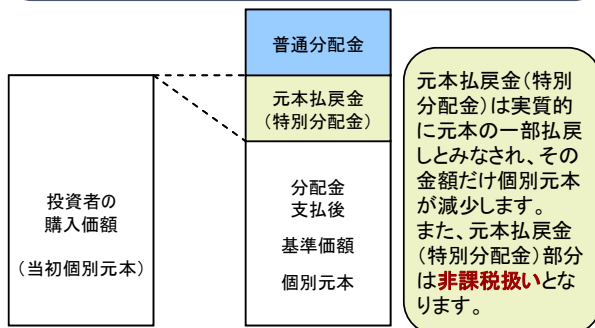 普通分配金
元本払戻金
（特別分配金）
投資者の
購入価額
（当初個別元本）
分配金
支払後
基準価額
個別元本
元本払戻金（特別
分配金）は実質的
に元本の一部払戻
しとみなされ、その
金額だけ個別元本
が減少します。
また、元本払戻金
（特別分配金）部分
は非課税扱いとな
ります。